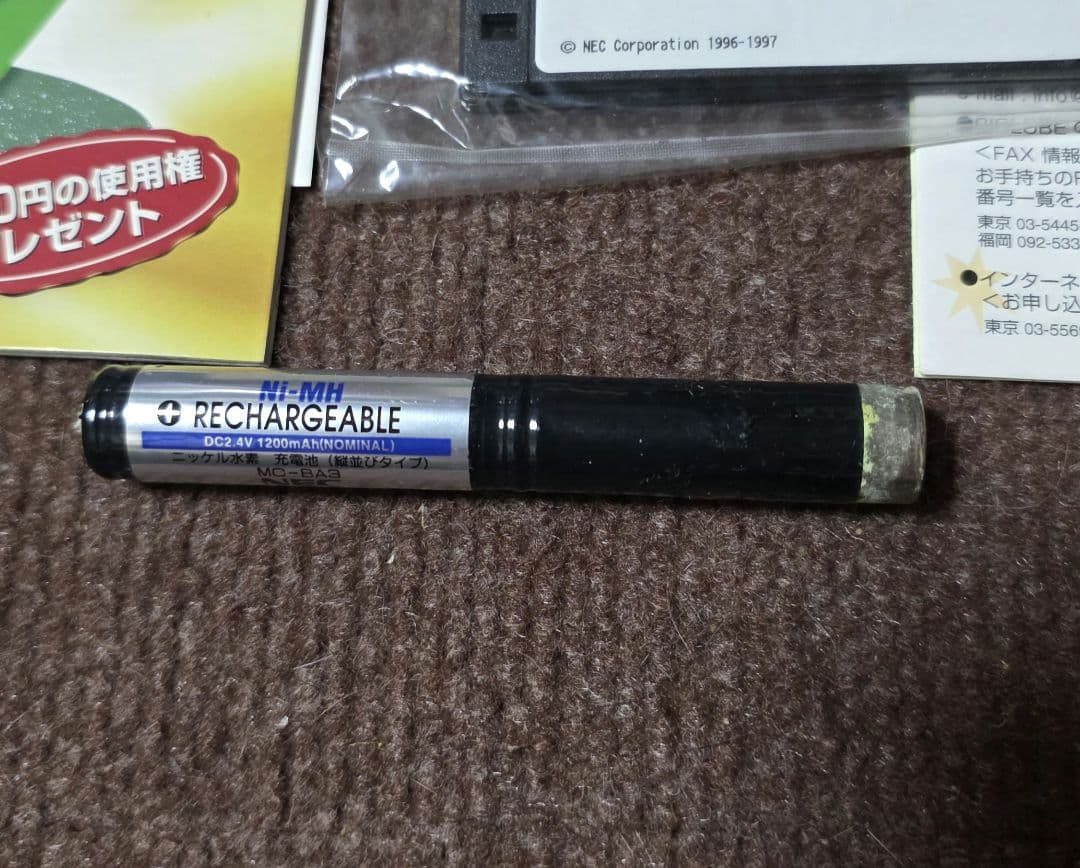 0円の使用権
レゼント
© NEC Corporation 1996-1997
<FAX 情報
お手持ちの
番号一覧を
東京 03-5445
福岡 092-533
●インターネ
<お申し込
東京 03-556
Ni-MH
+ RECHARGEABLE
DC2.4V 1200mAh(NOMINAL)
ニッケル水素 充電池 (縦並びタイプ)
MC-BA3
NEC